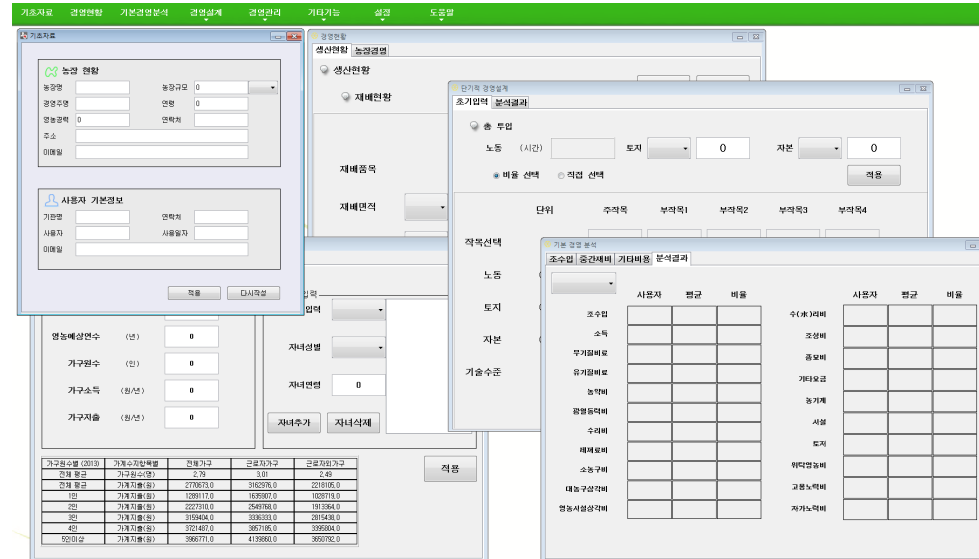 기초자료 경영현황 기본경영분석 경영설계 경영관리 기타기능 설정 도움말
기초자료
농장 현황
농장명 농장규모 0
경영주명 연령 0
영농경력 0 연락처
주소
이메일
사용자 기본정보
기관명 연락처
사용자 사용일자
이메일
적용 다시작성
경영현황
생산현황 농장경영
생산현황
재배현황
재배품목
재배면적
단기적 경영설계
초기입력 분석결과
총 투입
노동 (시간) 토지 0 자본 0
비율 선택 직접 선택 적용
단위 주작목 부작목1 부작목2 부작목3 부작목4
작목선택
노동
토지
자본
기술수준
기본 경영 분석
조수입 중간재비 기타비용 분석결과
사용자 평균 비율 사용자 평균 비율
조수입 수(水)리비
소득 조성비
무기질비료 종묘비
유기질비료 기타요금
농약비 농기계
광열동력비 시설
수리비 토지
제재료비 위탁영농비
소농구비 고용노력비
대농구상각비 자가노력비
영농시설상각비
입력
입력
영농예상연수 (년) 0
가구원수 (인) 0
가구소득 (원/년) 0
가구지출 (원/년) 0
자녀성별
자녀연령 0
자녀추가 자녀삭제
적용
가구원수별 (2013) 가계수지항목별 전체가구 근로자가구 근로자외가구
전체 평균 가구원수(명) 2,79 3,01 2,49
전체 평균 가계지출(원) 2770673,0 3162976,0 2218105,0
1인 가계지출(원) 1289117,0 1635907,0 1028719,0
2인 가계지출(원) 2227310,0 2549768,0 1913364,0
3인 가계지출(원) 3159404,0 3336333,0 2815438,0
4인 가계지출(원) 3721487,0 3857185,0 3395804,0
5인이상 가계지출(원) 3966771,0 4139860,0 3650792,0